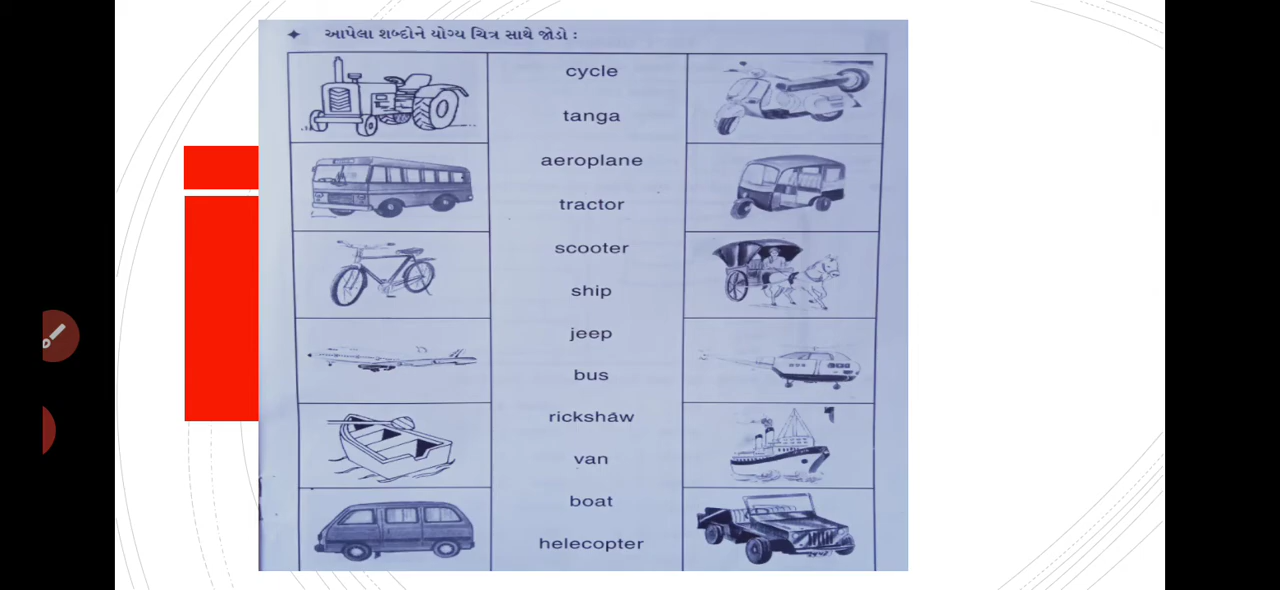 ✦ આપેલા શબ્દોને યોગ્ય ચિત્ર સાથે જોડો :
cycle
tanga
aeroplane
tractor
scooter
ship
jeep
bus
rickshaw
van
boat
helecopter